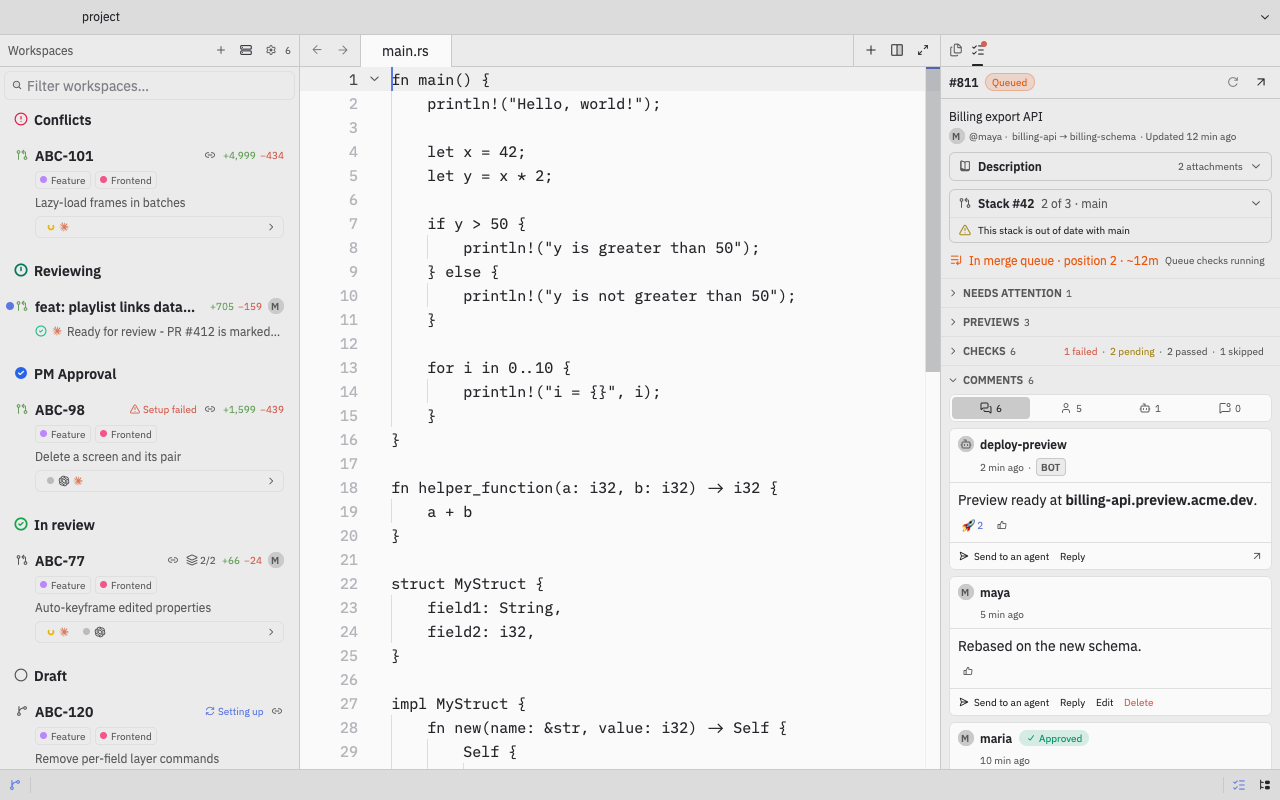 project
Workspaces
6
Filter workspaces...
Conflicts
ABC-101
+4,999 −434
Feature
Frontend
Lazy-load frames in batches
Reviewing
feat: playlist links data...
+705 −159
M
Ready for review - PR #412 is marked...
PM Approval
ABC-98
Setup failed
+1,599 −439
Feature
Frontend
Delete a screen and its pair
In review
ABC-77
2/2
+66 −24
M
Feature
Frontend
Auto-keyframe edited properties
Draft
ABC-120
Setting up
Feature
Frontend
Remove per-field layer commands
main.rs
1 fn main() {
2 println!("Hello, world!");
3
4 let x = 42;
5 let y = x * 2;
6
7 if y > 50 {
8 println!("y is greater than 50");
9 } else {
10 println!("y is not greater than 50");
11 }
12
13 for i in 0..10 {
14 println!("i = {}", i);
15 }
16 }
17
18 fn helper_function(a: i32, b: i32) -> i32 {
19 a + b
20 }
21
22 struct MyStruct {
23 field1: String,
24 field2: i32,
25 }
26
27 impl MyStruct {
28 fn new(name: &str, value: i32) -> Self {
29 Self {
#811
Queued
Billing export API
M @maya · billing-api → billing-schema · Updated 12 min ago
Description
2 attachments
Stack #42 2 of 3 · main
This stack is out of date with main
In merge queue · position 2 · ~12m Queue checks running
NEEDS ATTENTION 1
PREVIEWS 3
CHECKS 6
1 failed · 2 pending · 2 passed · 1 skipped
COMMENTS 6
6
5
1
0
deploy-preview
2 min ago · BOT
Preview ready at billing-api.preview.acme.dev.
🚀 2
Send to an agent Reply
M maya
5 min ago
Rebased on the new schema.
Send to an agent Reply Edit Delete
M maria ✓ Approved
10 min ago